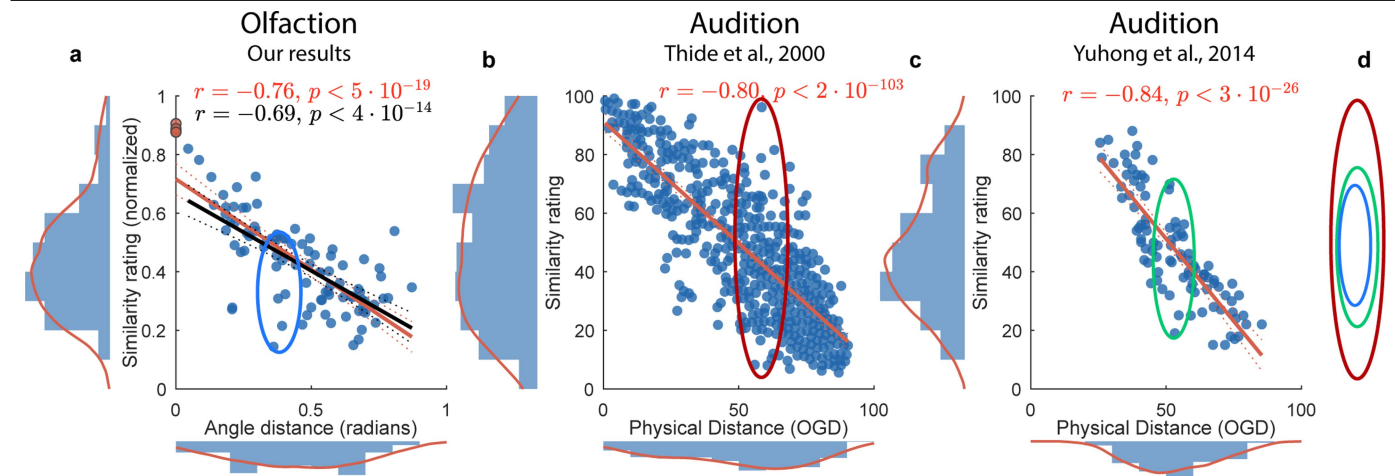 Olfaction
Our results
a
r = −0.76, p < 5 · 10⁻¹⁹
r = −0.69, p < 4 · 10⁻¹⁴
Similarity rating (normalized)
1
0.8
0.6
0.4
0.2
0
0
0.5
1
Angle distance (radians)
Audition
Thide et al., 2000
b
r = −0.80, p < 2 · 10⁻¹⁰³
Similarity rating
100
80
60
40
20
0
0
50
100
Physical Distance (OGD)
Audition
Yuhong et al., 2014
c
r = −0.84, p < 3 · 10⁻²⁶
Similarity rating
100
80
60
40
20
0
0
50
100
Physical Distance (OGD)
d